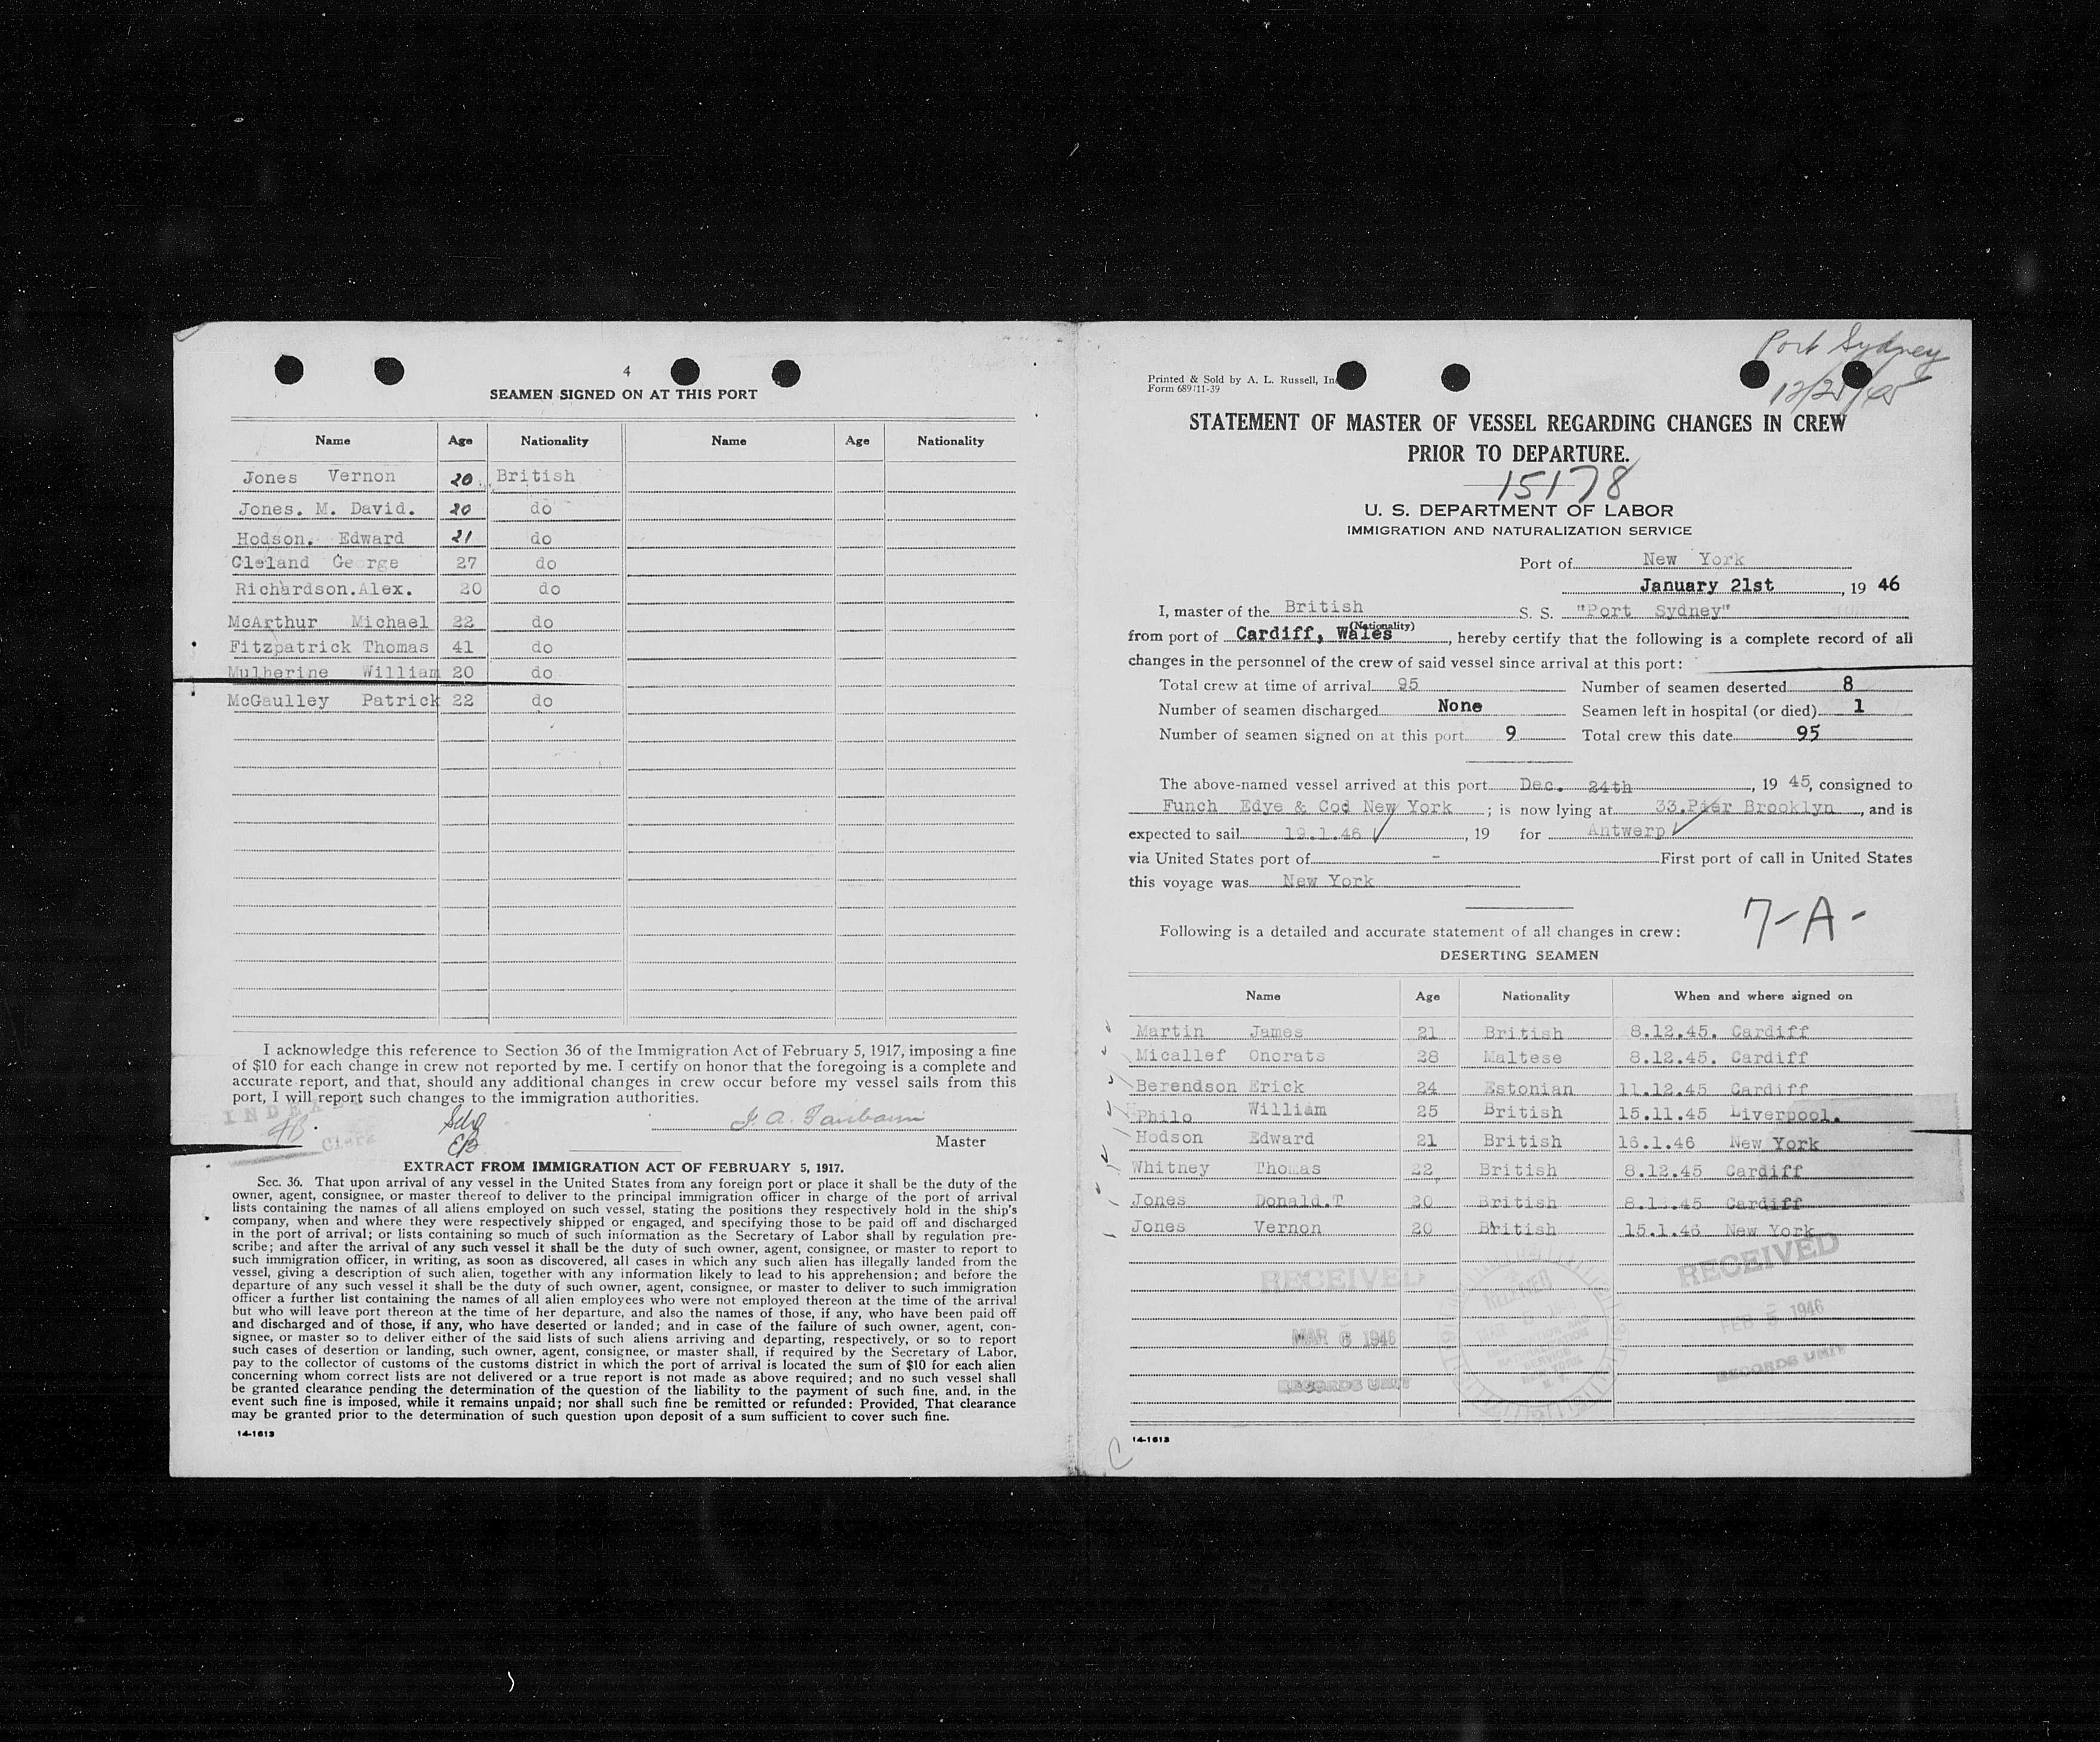 4
SEAMEN SIGNED ON AT THIS PORT
Name Age Nationality Name Age Nationality
Jones Vernon 20 British
Jones. M. David. 20 do
Hodson. Edward 21 do
Cleland George 27 do
Richardson.Alex. 20 do
McArthur Michael 22 do
Fitzpatrick Thomas 41 do
Mulherine William 20 do
McGaulley Patrick 22 do
I acknowledge this reference to Section 36 of the Immigration Act of February 5, 1917, imposing a fine
of $10 for each change in crew not reported by me. I certify on honor that the foregoing is a complete and
accurate report, and that, should any additional changes in crew occur before my vessel sails from this
port, I will report such changes to the immigration authorities.
Clerk
Master
EXTRACT FROM IMMIGRATION ACT OF FEBRUARY 5, 1917.
Sec. 36. That upon arrival of any vessel in the United States from any foreign port or place it shall be the duty of the
owner, agent, consignee, or master thereof to deliver to the principal immigration officer in charge of the port of arrival
lists containing the names of all aliens employed on such vessel, stating the positions they respectively hold in the ship's
company, when and where they were respectively shipped or engaged, and specifying those to be paid off and discharged
in the port of arrival; or lists containing so much of such information as the Secretary of Labor shall by regulation pre-
scribe; and after the arrival of any such vessel it shall be the duty of such owner, agent, consignee, or master to report to
such immigration officer, in writing, as soon as discovered, all cases in which any such alien has illegally landed from the
vessel, giving a description of such alien, together with any information likely to lead to his apprehension; and before the
departure of any such vessel it shall be the duty of such owner, agent, consignee, or master to deliver to such immigration
officer a further list containing the names of all alien employees who were not employed thereon at the time of the arrival
but who will leave port thereon at the time of her departure, and also the names of those, if any, who have been paid off
and discharged and of those, if any, who have deserted or landed; and in case of the failure of such owner, agent, con-
signee, or master so to deliver either of the said lists of such aliens arriving and departing, respectively, or so to report
such cases of desertion or landing, such owner, agent, consignee, or master shall, if required by the Secretary of Labor,
pay to the collector of customs of the customs district in which the port of arrival is located the sum of $10 for each alien
concerning whom correct lists are not delivered or a true report is not made as above required; and no such vessel shall
be granted clearance pending the determination of the question of the liability to the payment of such fine, and, in the
event such fine is imposed, while it remains unpaid; nor shall such fine be remitted or refunded: Provided, That clearance
may be granted prior to the determination of such question upon deposit of a sum sufficient to cover such fine.
14-1613
Port Sydney
12/25/45
Printed & Sold by A. L. Russell, Inc
Form 689 11-39
STATEMENT OF MASTER OF VESSEL REGARDING CHANGES IN CREW
PRIOR TO DEPARTURE.
15178
U. S. DEPARTMENT OF LABOR
IMMIGRATION AND NATURALIZATION SERVICE
Port of New York
January 21st, 19 46
I, master of the British S. S. "Port Sydney"
(Nationality)
from port of Cardiff, Wales, hereby certify that the following is a complete record of all
changes in the personnel of the crew of said vessel since arrival at this port:
Total crew at time of arrival 95 Number of seamen deserted 8
Number of seamen discharged None Seamen left in hospital (or died) 1
Number of seamen signed on at this port 9 Total crew this date 95
The above-named vessel arrived at this port Dec. 24th, 19 45, consigned to
Funch Edye & Co New York; is now lying at 33.Pier Brooklyn, and is
expected to sail 19.1.46, 19 for Antwerp
via United States port of - First port of call in United States
this voyage was New York
7-A-
Following is a detailed and accurate statement of all changes in crew:
DESERTING SEAMEN
Name Age Nationality When and where signed on
Martin James 21 British 8.12.45. Cardiff
Micallef Onorats 28 Maltese 8.12.45. Cardiff
Berendson Erick 24 Estonian 11.12.45 Cardiff
Philo William 25 British 15.11.45 Liverpool.
Hodson Edward 21 British 16.1.46 New York
Whitney Thomas 22 British 8.12.45 Cardiff
Jones Donald.T 20 British 8.12.45 Cardiff
Jones Vernon 20 British 15.1.46 New York
RECEIVED
MAR 6 1946
RECORDS UNIT
RECEIVED
FEB 5 1946
RECORDS UNIT
14-1613